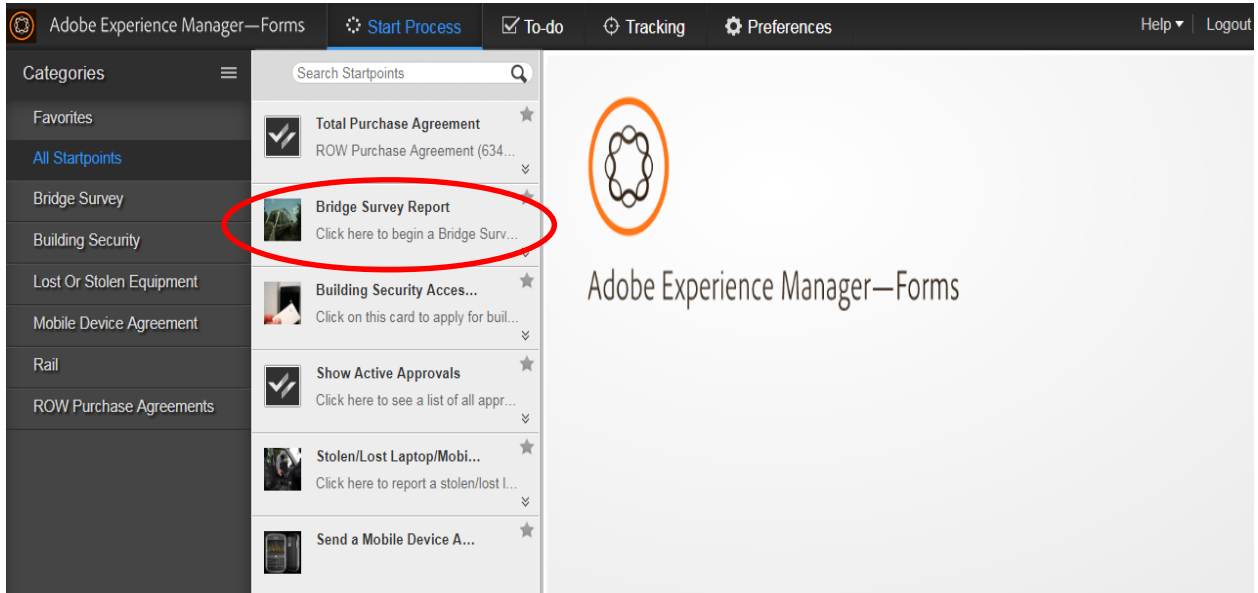 Adobe Experience Manager—Forms
Start Process
To-do
Tracking
Preferences
Help
Logout
Categories
Favorites
All Startpoints
Bridge Survey
Building Security
Lost Or Stolen Equipment
Mobile Device Agreement
Rail
ROW Purchase Agreements
Search Startpoints
Total Purchase Agreement
ROW Purchase Agreement (634...
Bridge Survey Report
Click here to begin a Bridge Surv...
Building Security Acces...
Click on this card to apply for buil...
Show Active Approvals
Click here to see a list of all appr...
Stolen/Lost Laptop/Mobi...
Click here to report a stolen/lost l...
Send a Mobile Device A...
Adobe Experience Manager—Forms